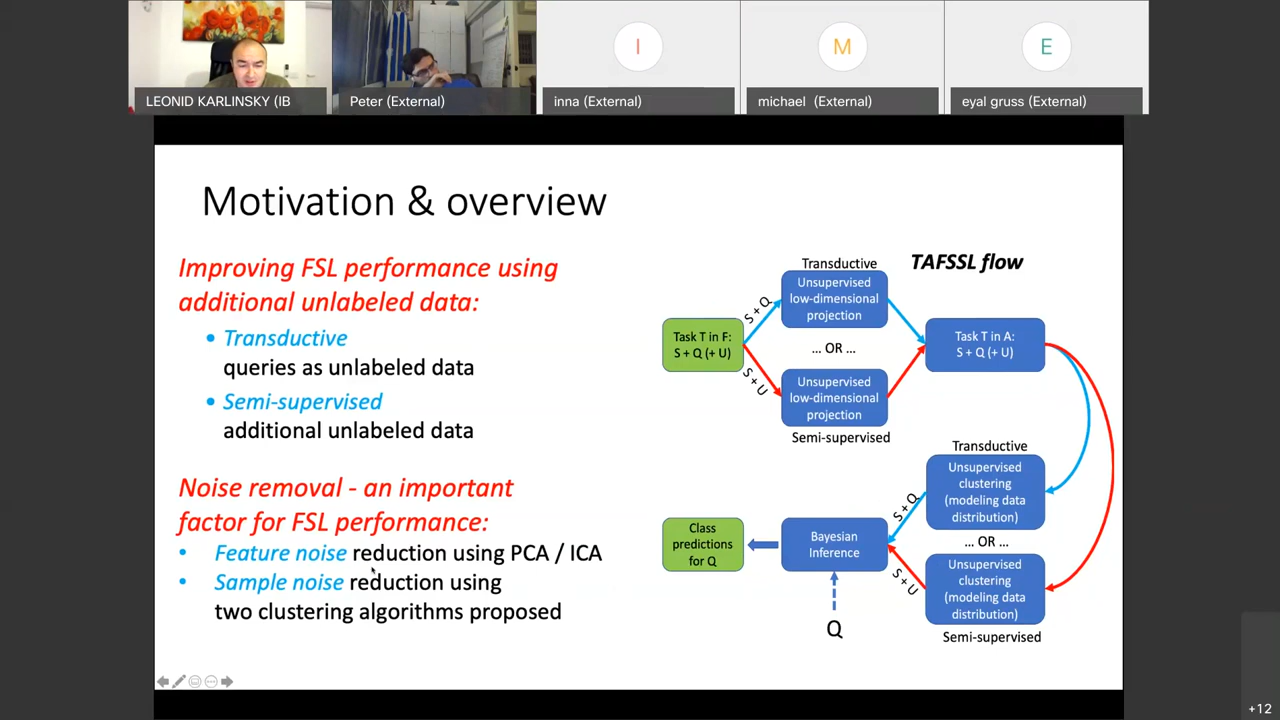 LEONID KARLINSKY (IB
Peter (External)
I
inna (External)
M
michael (External)
E
eyal gruss (External)
Motivation & overview
Improving FSL performance using
additional unlabeled data:
• Transductive
queries as unlabeled data
• Semi-supervised
additional unlabeled data
Noise removal - an important
factor for FSL performance:
• Feature noise reduction using PCA / ICA
• Sample noise reduction using
two clustering algorithms proposed
TAFSSL flow
Transductive
Unsupervised
low-dimensional
projection
S + Q
Task T in F:
S + Q (+ U)
... OR ...
Task T in A:
S + Q (+ U)
S + U
Unsupervised
low-dimensional
projection
Semi-supervised
Transductive
Unsupervised
clustering
(modeling data
distribution)
S + Q
Class
predictions
for Q
Bayesian
Inference
... OR ...
S + U
Unsupervised
clustering
(modeling data
distribution)
Q
Semi-supervised
+12